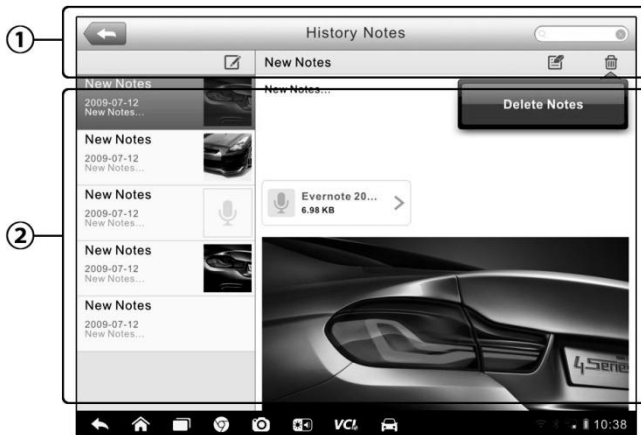 ①
History Notes
New Notes
New Notes
2009-07-12
New Notes...
New Notes
2009-07-12
New Notes...
New Notes
2009-07-12
New Notes...
New Notes
2009-07-12
New Notes...
New Notes
2009-07-12
New Notes...
②
New Notes...
Delete Notes
Evernote 20...
6.98 KB
4Serie
VCI
10:38